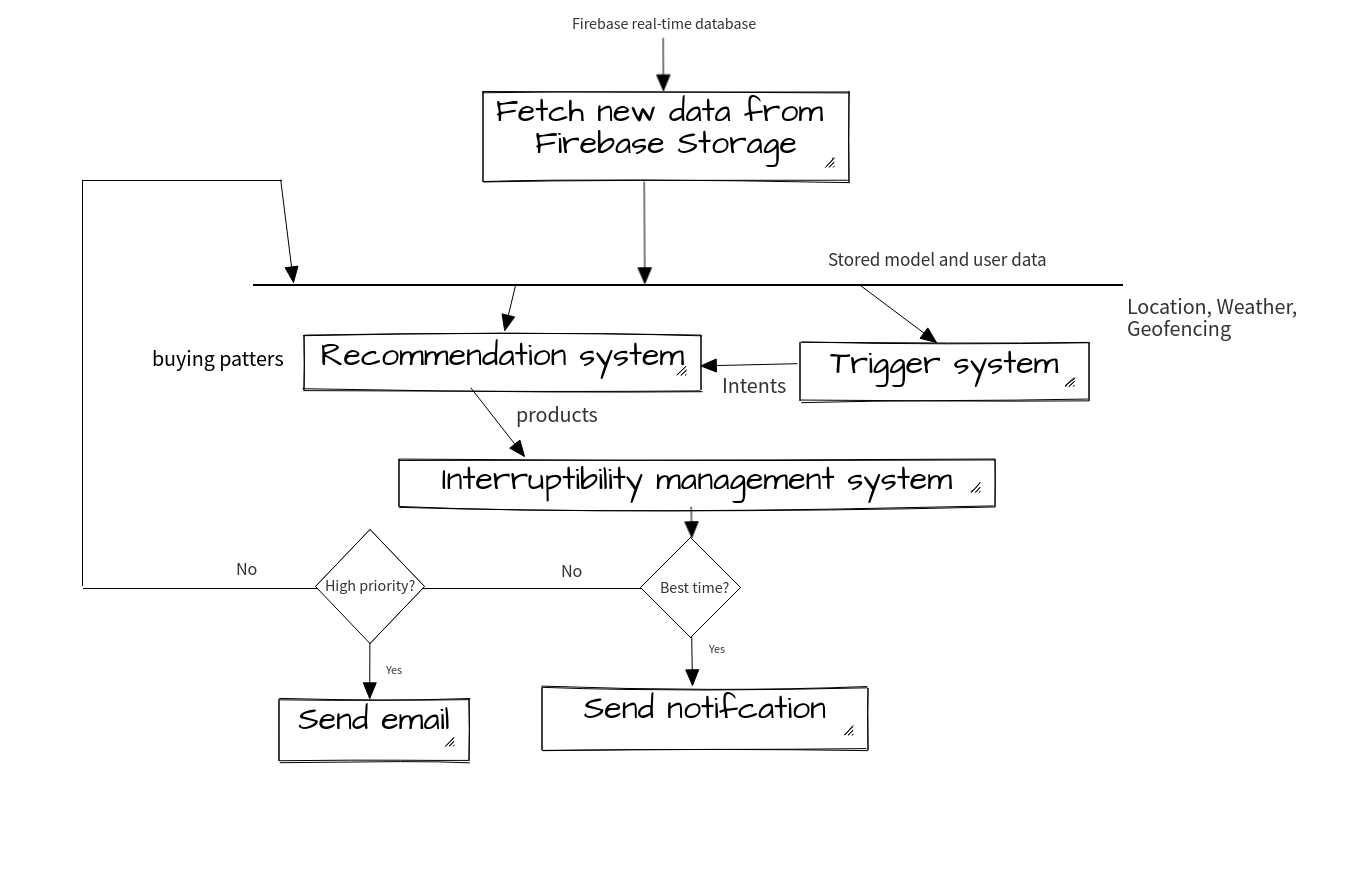 Firebase real-time database
Fetch new data from
Firebase Storage
Stored model and user data
Location, Weather,
Geofencing
buying patters
Recommendation system
Trigger system
Intents
products
Interruptibility management system
No
High priority?
No
Best time?
Yes
Yes
Send email
Send notifcation